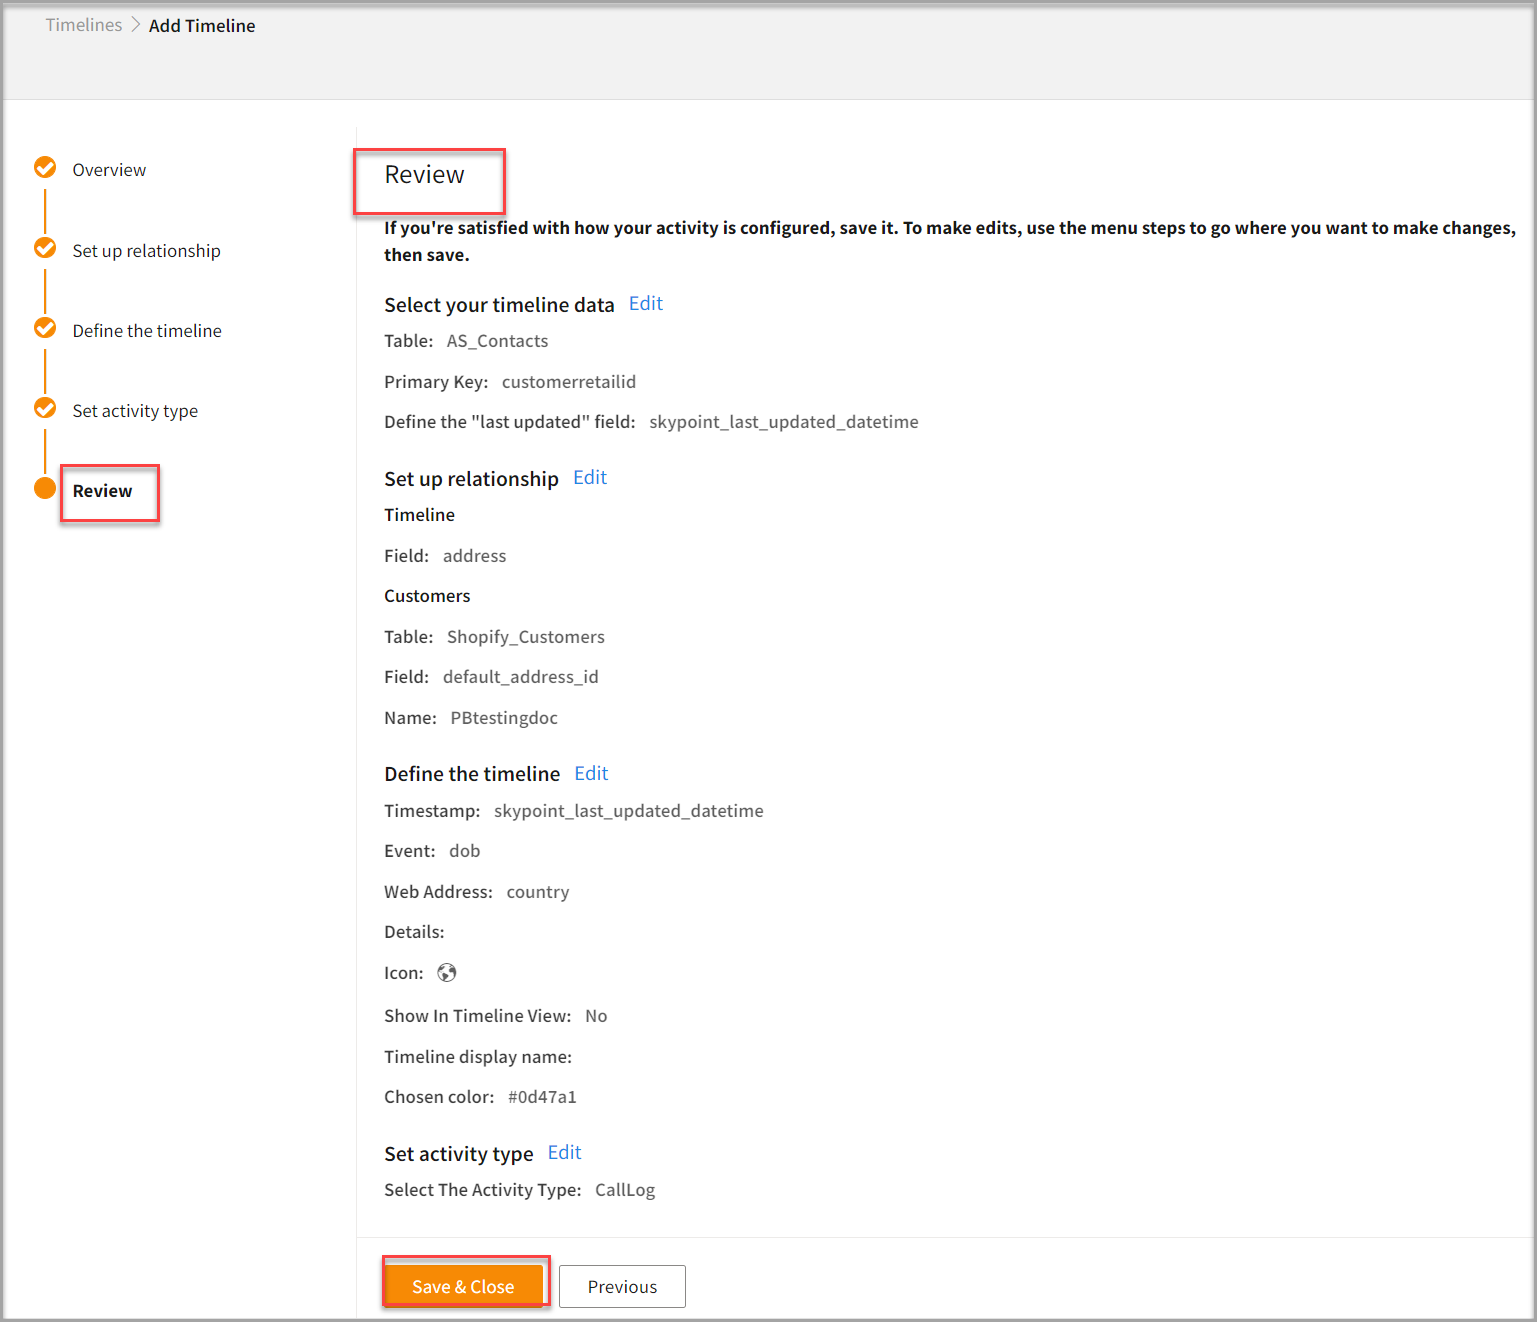 Timelines > Add Timeline
Overview
Set up relationship
Define the timeline
Set activity type
Review
Review
If you're satisfied with how your activity is configured, save it. To make edits, use the menu steps to go where you want to make changes,
then save.
Select your timeline data Edit
Table: AS_Contacts
Primary Key: customerretailid
Define the "last updated" field: skypoint_last_updated_datetime
Set up relationship Edit
Timeline
Field: address
Customers
Table: Shopify_Customers
Field: default_address_id
Name: PBtestingdoc
Define the timeline Edit
Timestamp: skypoint_last_updated_datetime
Event: dob
Web Address: country
Details:
Icon:
Show In Timeline View: No
Timeline display name:
Chosen color: #0d47a1
Set activity type Edit
Select The Activity Type: CallLog
Save & Close Previous